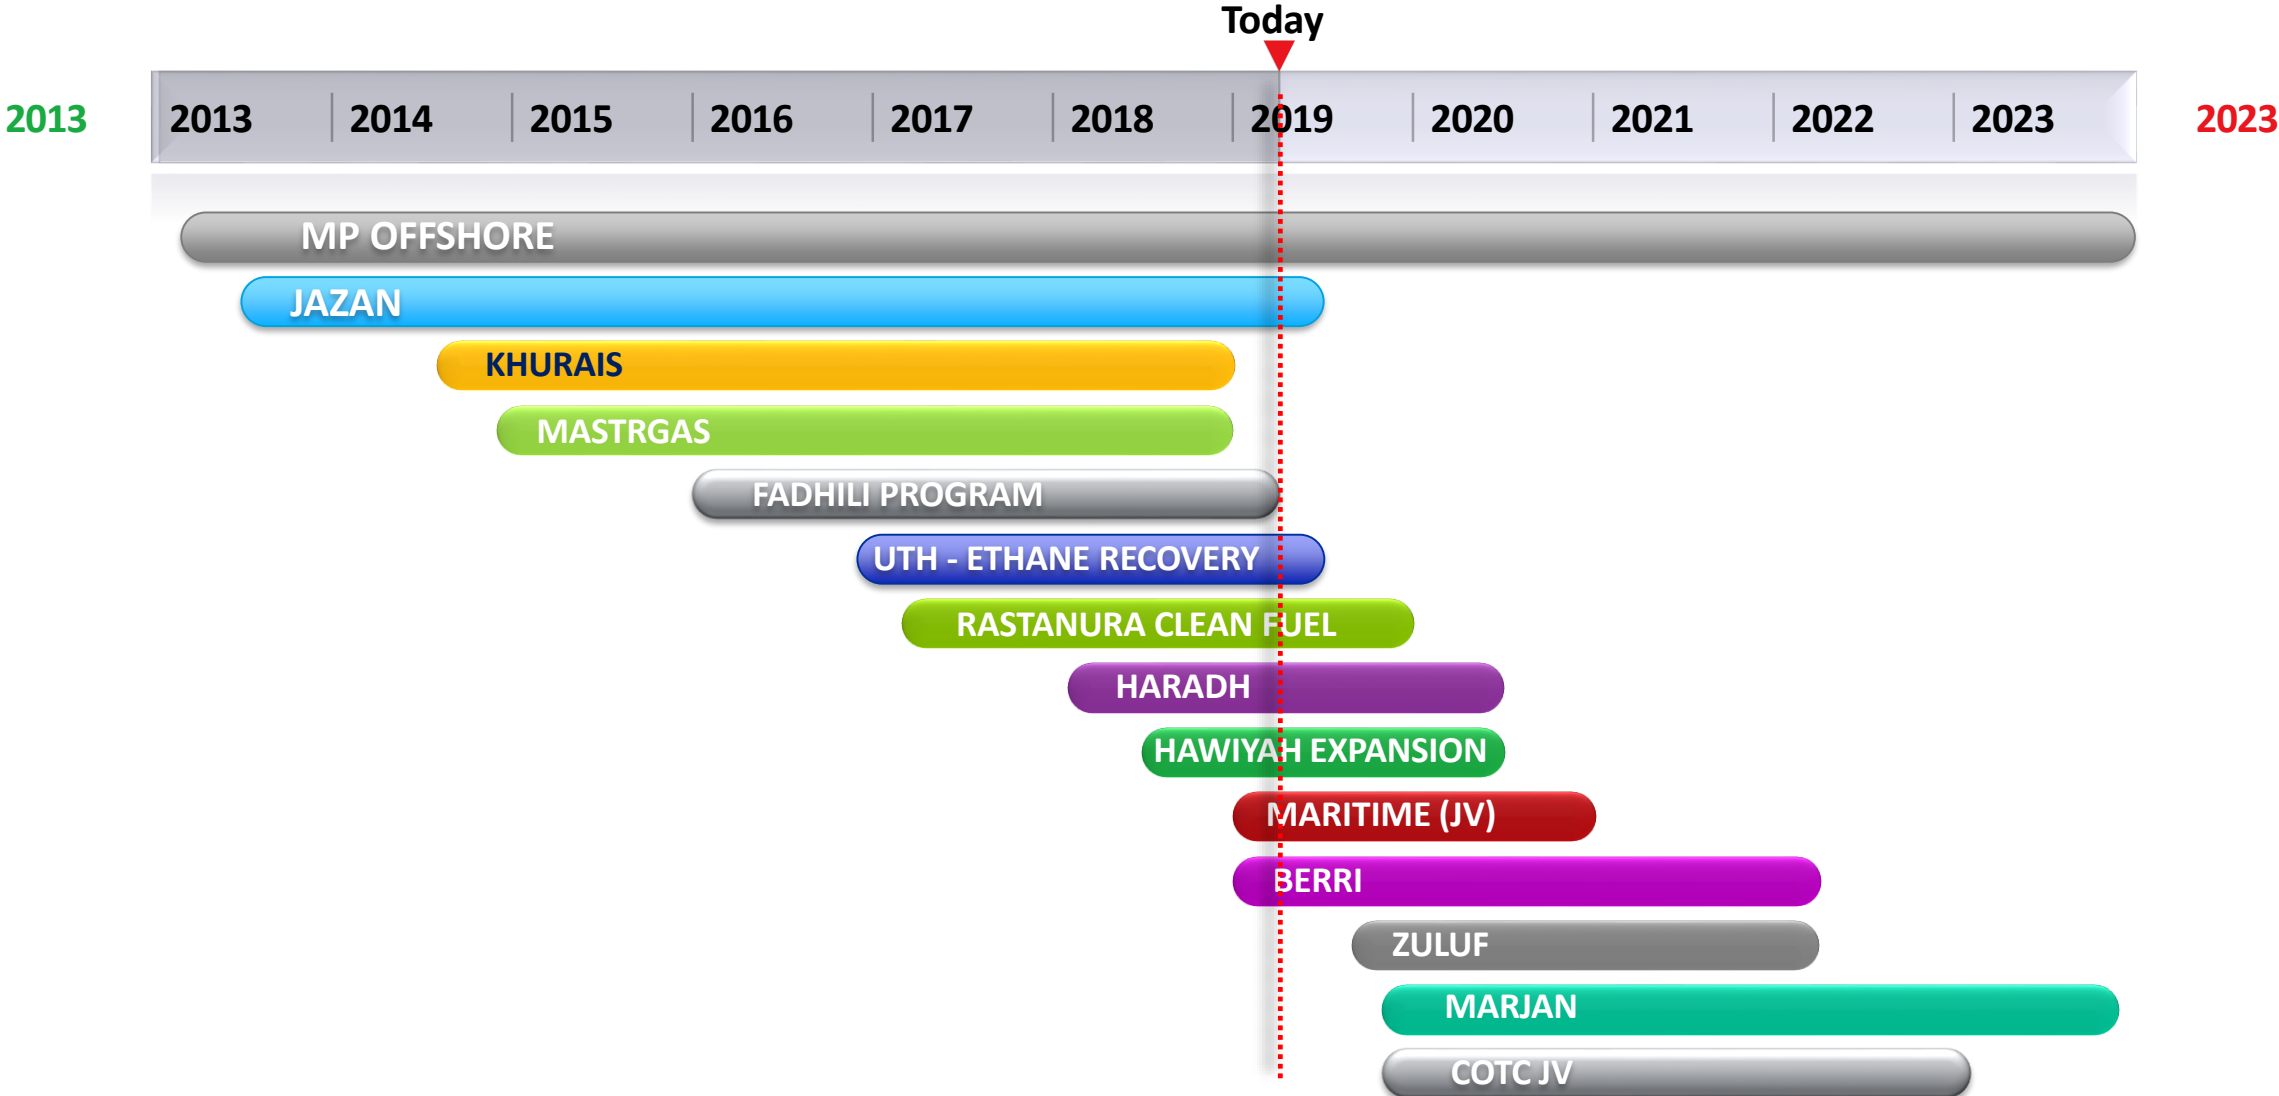 Today
2013 2013 2014 2015 2016 2017 2018 2019 2020 2021 2022 2023 2023
MP OFFSHORE
JAZAN
KHURAIS
MASTRGAS
FADHILI PROGRAM
UTH - ETHANE RECOVERY
RASTANURA CLEAN FUEL
HARADH
HAWIYAH EXPANSION
MARITIME (JV)
BERRI
ZULUF
MARJAN
COTC JV